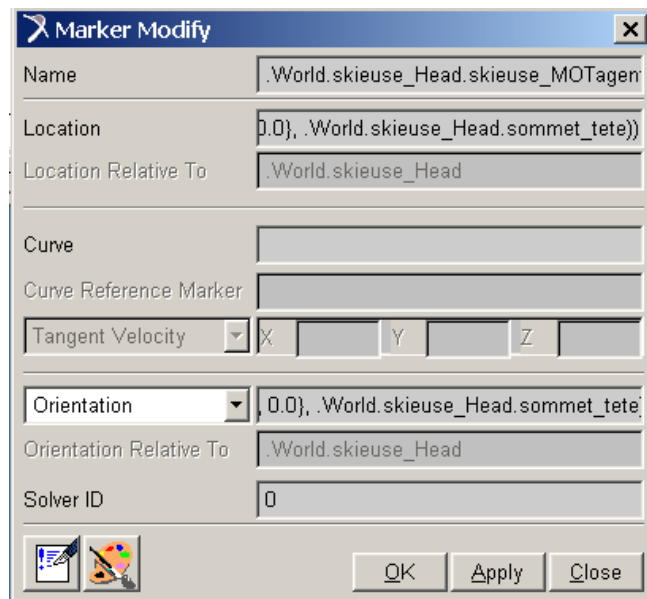 Marker Modify
Name .World.skieuse_Head.skieuse_MOTagen
Location 0.0}, .World.skieuse_Head.sommet_tete))
Location Relative To .World.skieuse_Head
Curve
Curve Reference Marker
Tangent Velocity X Y Z
Orientation , 0.0}, .World.skieuse_Head.sommet_tete)
Orientation Relative To .World.skieuse_Head
Solver ID 0
OK Apply Close